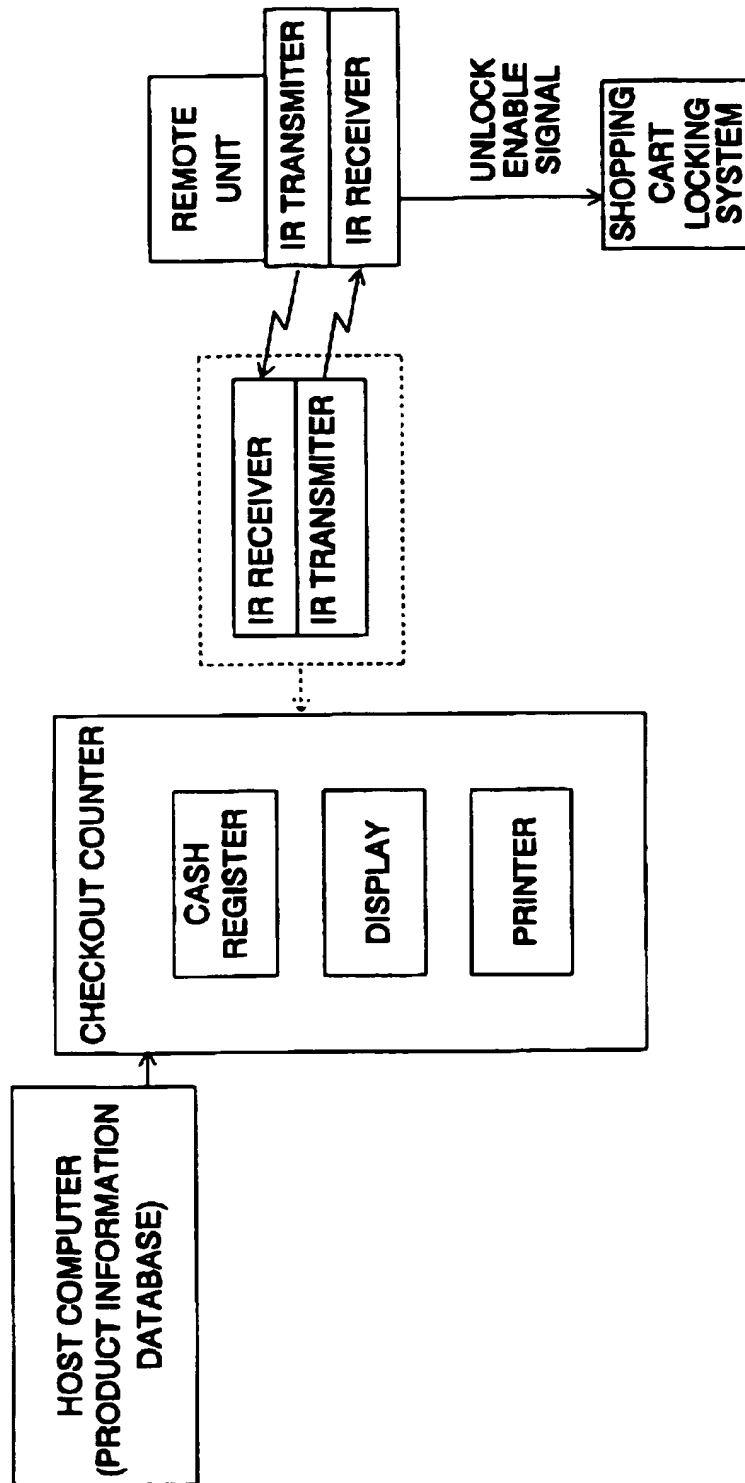 HOST COMPUTER
(PRODUCT INFORMATION
DATABASE)
CHECKOUT COUNTER
CASH
REGISTER
DISPLAY
PRINTER
IR RECEIVER
IR TRANSMITER
REMOTE
UNIT
IR TRANSMITER
IR RECEIVER
UNLOCK
ENABLE
SIGNAL
SHOPPING
CART
LOCKING
SYSTEM